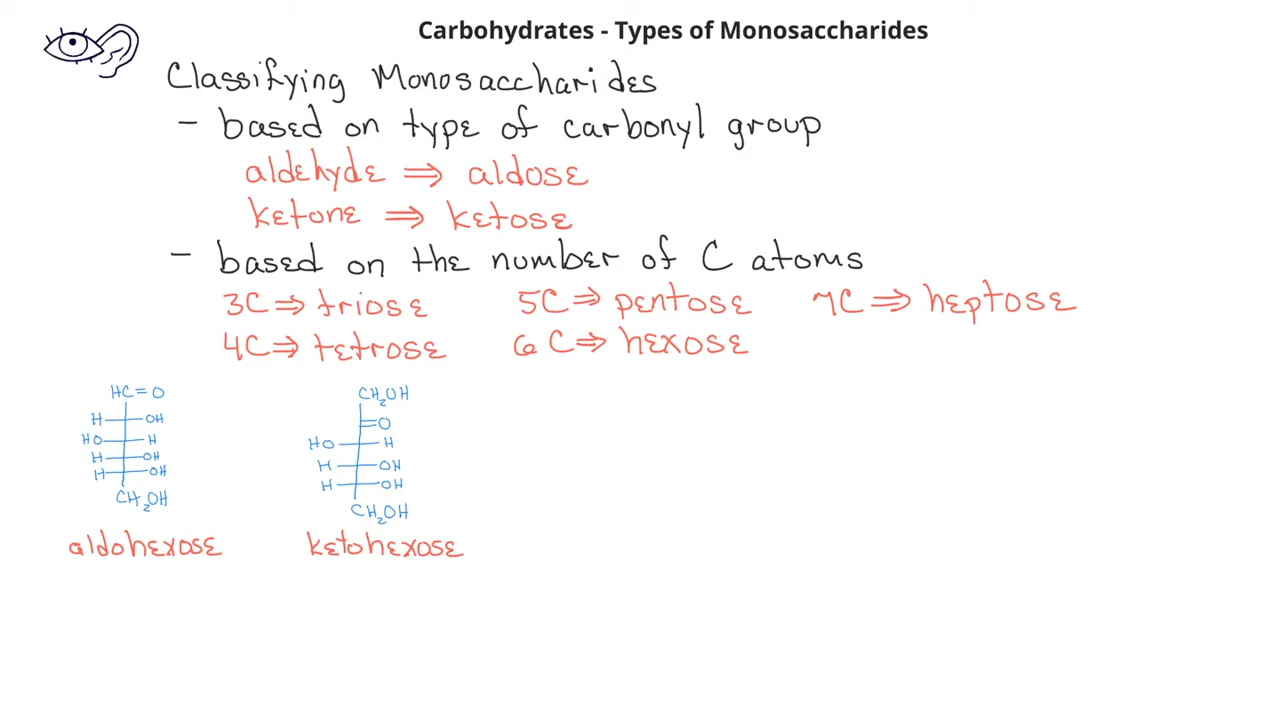 Carbohydrates - Types of Monosaccharides
Classifying Monosaccharides
- based on type of carbonyl group
aldehyde ⇒ aldose
ketone ⇒ ketose
- based on the number of C atoms
3C ⇒ triose 5C ⇒ pentose 7C ⇒ heptose
4C ⇒ tetrose 6C ⇒ hexose
HC=O
H OH
HO H
H OH
H OH
CH₂OH
aldohexose
CH₂OH
=O
HO H
H OH
H OH
CH₂OH
ketohexose